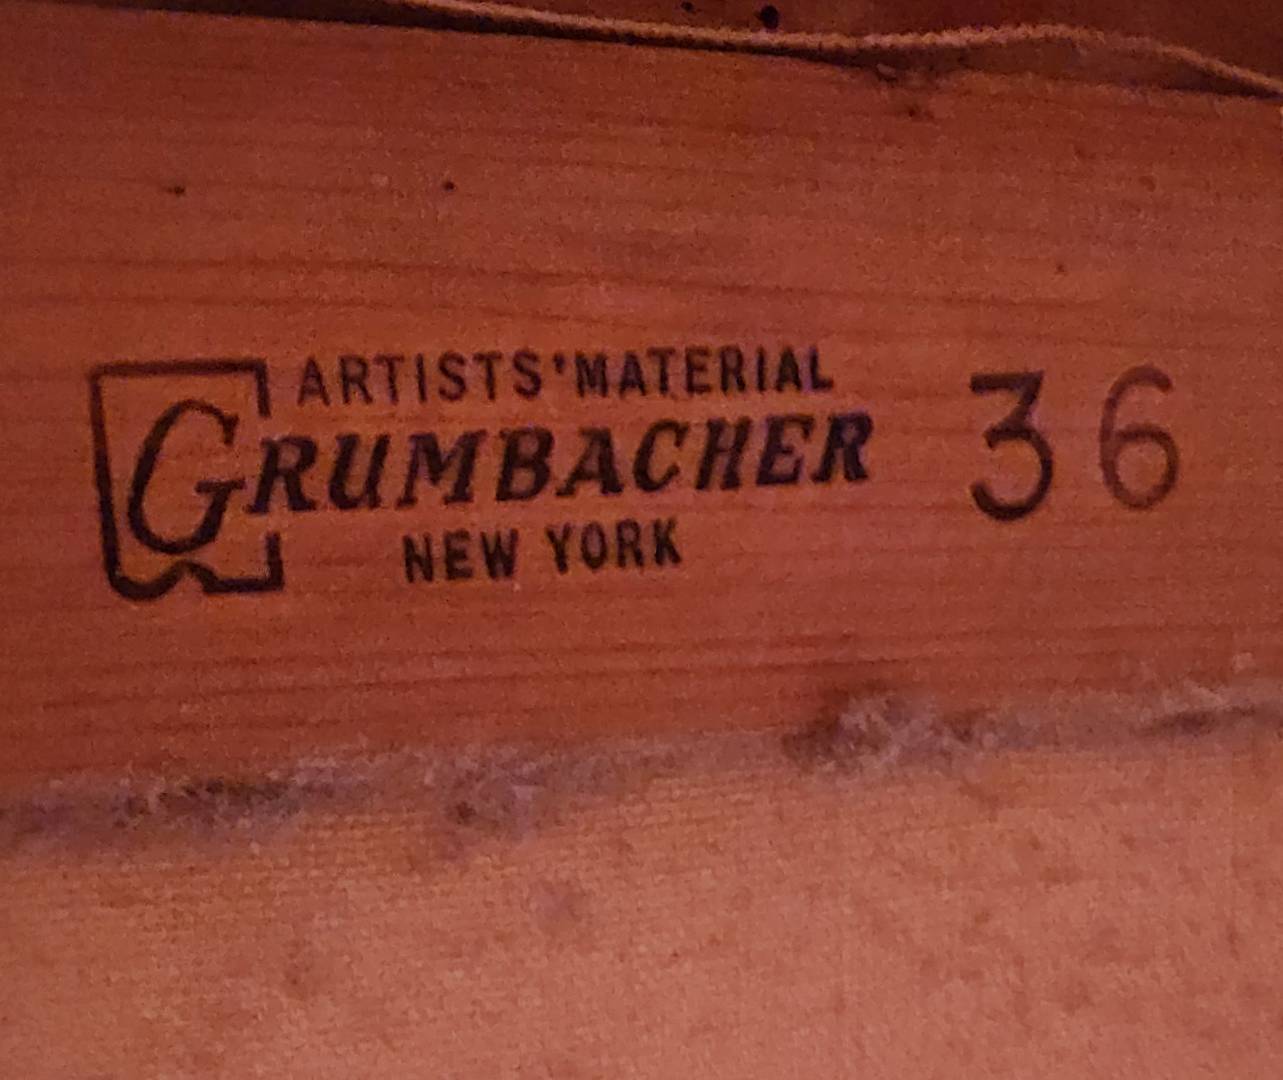 ARTISTS' MATERIAL
GRUMBACHER 36
NEW YORK